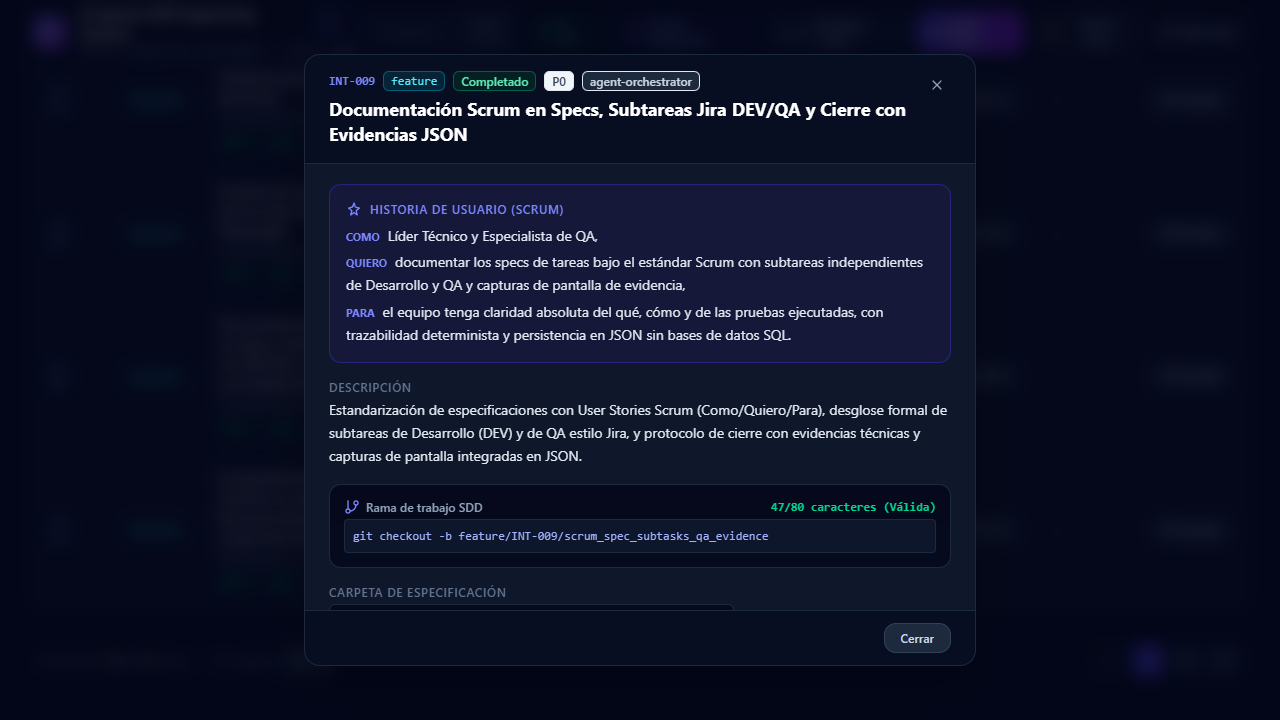 INT-009 feature Completado P0 agent-orchestrator
Documentación Scrum en Specs, Subtareas Jira DEV/QA y Cierre con
Evidencias JSON
HISTORIA DE USUARIO (SCRUM)
COMO Líder Técnico y Especialista de QA,
QUIERO documentar los specs de tareas bajo el estándar Scrum con subtareas independientes
de Desarrollo y QA y capturas de pantalla de evidencia,
PARA el equipo tenga claridad absoluta del qué, cómo y de las pruebas ejecutadas, con
trazabilidad determinista y persistencia en JSON sin bases de datos SQL.
DESCRIPCIÓN
Estandarización de especificaciones con User Stories Scrum (Como/Quiero/Para), desglose formal de
subtareas de Desarrollo (DEV) y de QA estilo Jira, y protocolo de cierre con evidencias técnicas y
capturas de pantalla integradas en JSON.
Rama de trabajo SDD 47/80 caracteres (Válida)
git checkout -b feature/INT-009/scrum_spec_subtasks_qa_evidence
CARPETA DE ESPECIFICACIÓN
Cerrar